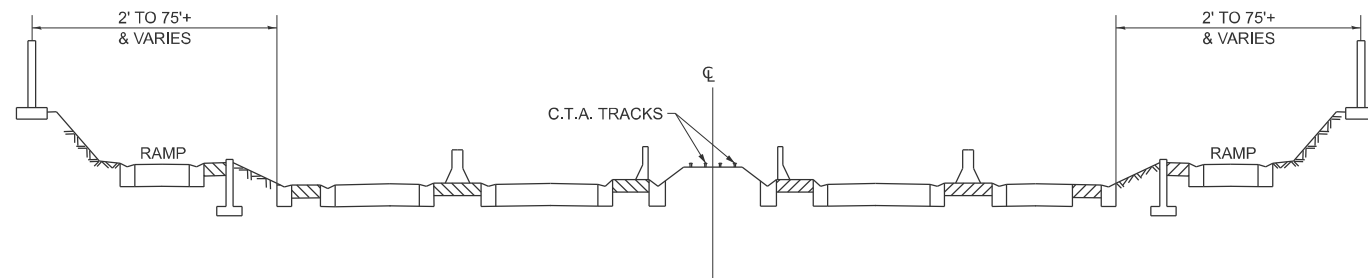 2' TO 75'+
& VARIES
2' TO 75'+
& VARIES
℄
C.T.A. TRACKS
RAMP
RAMP